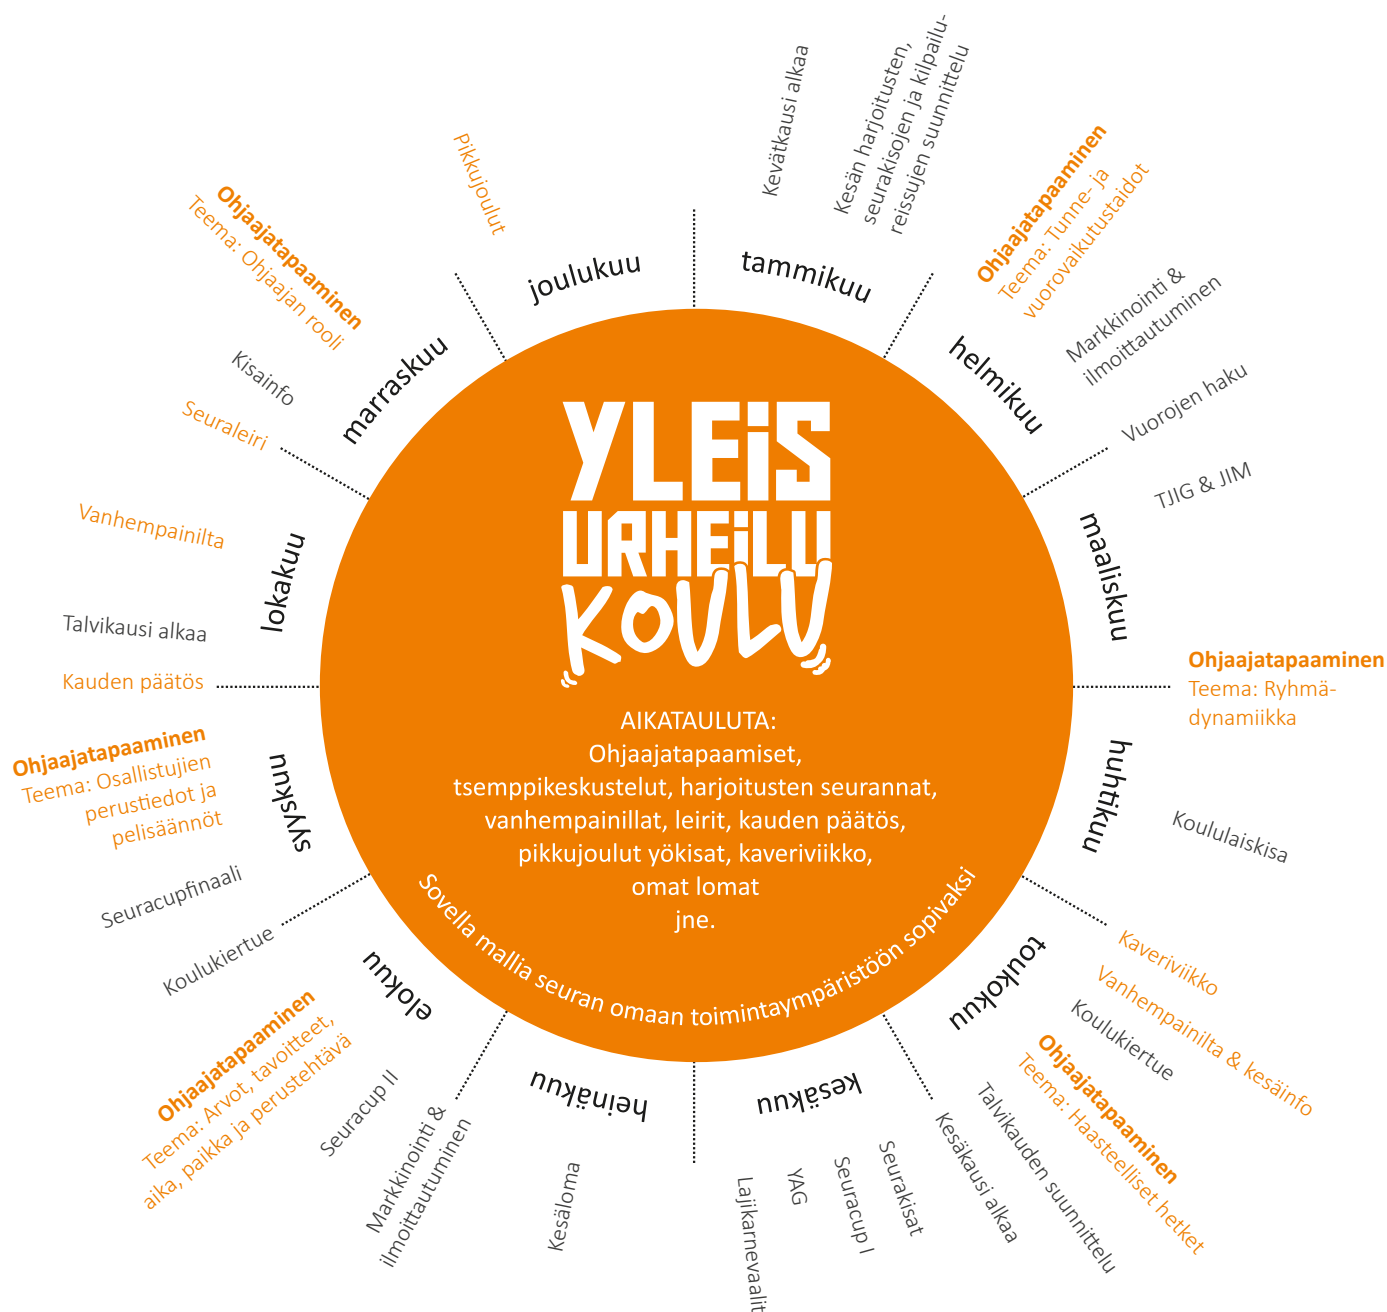 YLEiS
URHEiLU
KOULU
AIKATAULUTA:
Ohjaajatapaamiset,
tsemppikeskustelut, harjoitusten seurannat,
vanhempainillat, leirit, kauden päätös,
pikkujoulut yökisat, kaveriviikko,
omat lomat
jne.
Sovella mallia seuran omaan toimintaympäristöön sopivaksi
tammikuu
Kevätkausi alkaa
Kesän harjoitusten,
seurakisojen ja kilpailu-
reissujen suunnittelu
helmikuu
Ohjaajatapaaminen
Teema: Tunne- ja
vuorovaikutustaidot
Markkinointi &
ilmoittautuminen
Vuorojen haku
maaliskuu
TJIG & JIM
Ohjaajatapaaminen
Teema: Ryhmä-
dynamiikka
huhtikuu
Koululaiskisa
Kaveriviikko
toukokuu
Vanhempainilta & kesäinfo
Koulukiertue
Ohjaajatapaaminen
Teema: Haasteelliset hetket
Talvikauden suunnittelu
Kesäkausi alkaa
kesäkuu
Seurakisat
Seuracup I
YAG
Lajikarnevaalit
heinäkuu
Kesäloma
Markkinointi &
ilmoittautuminen
elokuu
Seuracup II
Ohjaajatapaaminen
Teema: Arvot, tavoitteet,
aika, paikka ja perustehtävä
Koulukiertue
syyskuu
Seuracupfinaali
Ohjaajatapaaminen
Teema: Osallistujien
perustiedot ja
pelisäännöt
Kauden päätös
lokakuu
Talvikausi alkaa
Vanhempainilta
Seuraleiri
marraskuu
Kisainfo
Ohjaajatapaaminen
Teema: Ohjaajan rooli
joulukuu
Pikkujoulut